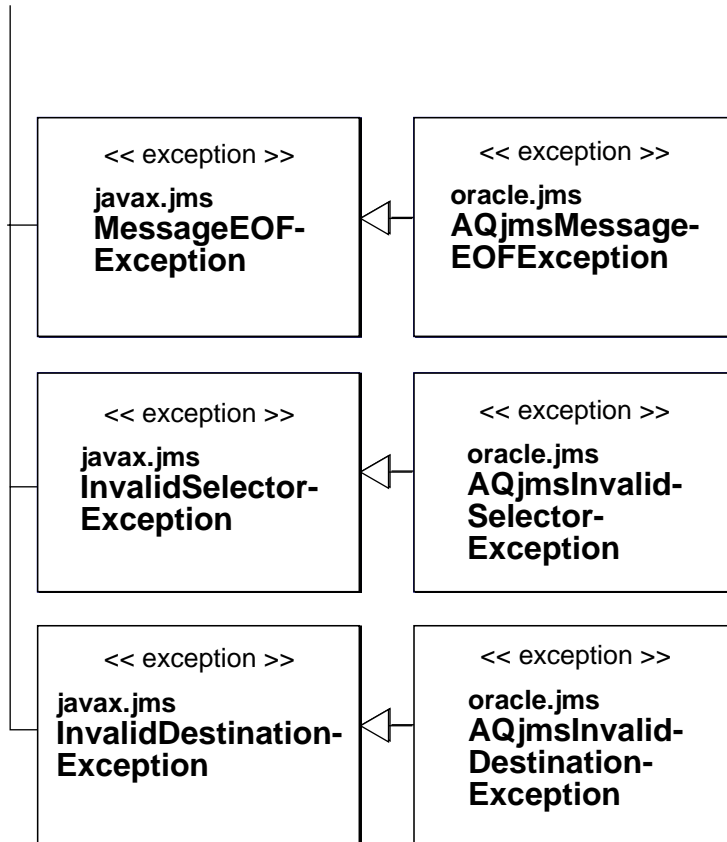 << exception >>
javax.jms
MessageEOF-
Exception
<< exception >>
oracle.jms
AQjmsMessage-
EOFException
<< exception >>
javax.jms
InvalidSelector-
Exception
<< exception >>
oracle.jms
AQjmsInvalid-
Selector-
Exception
<< exception >>
javax.jms
InvalidDestination-
Exception
<< exception >>
oracle.jms
AQjmsInvalid-
Destination-
Exception